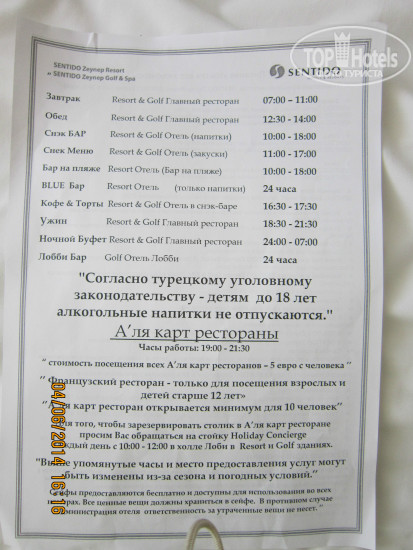 SENTIDO Zeynep Resort
SENTIDO Zeynep Golf & Spa
SENTIDO
TOP Hotels
ТУРИСТА
Завтрак Resort & Golf Главный ресторан 07:00 – 11:00
Обед Resort & Golf Главный ресторан 12:30 - 14:00
Снэк БАР Resort & Golf Отель (напитки) 10:00 - 18:00
Снек Меню Resort & Golf Отель (закуски) 11:00 - 17:00
Бар на пляже Resort Отель (Бар на пляже) 10:00 - 18:00
BLUE Бар Resort Отель (только напитки) 24 часа
Кофе & Торты Resort & Golf Отель в снэк-баре 16:30 - 17:30
Ужин Resort & Golf Главный ресторан 18:30 - 21:30
Ночной Буфет Resort & Golf Главный ресторан 24:00 - 07:00
Лобби Бар Golf Отель Лобби 24 часа
"Согласно турецкому уголовному
законодательству - детям до 18 лет
алкогольные напитки не отпускаются."
А'ля карт рестораны
Часы работы: 19:00 - 21:30
" стоимость посещения всех А'ля карт ресторанов – 5 евро с человека "
" Французский ресторан - только для посещения взрослых и
детей старше 12 лет»
карт ресторан открывается минимум для 10 человек"
того, чтобы зарезервировать столик в А'ля карт ресторане
просим Вас обращаться на стойку Holiday Concierge
день с 10:00 - 12:00 в холле Лоби в Resort и Golf зданиях.
упомянутые часы и место предоставления услуг могут
быть изменены из-за сезона и погодных условий."
предоставляются бесплатно и доступны для использования во всех
Все ценные вещи должны храниться в сейфе. В противном случае
администрация отеля ответственность за утраченные вещи не несет. "